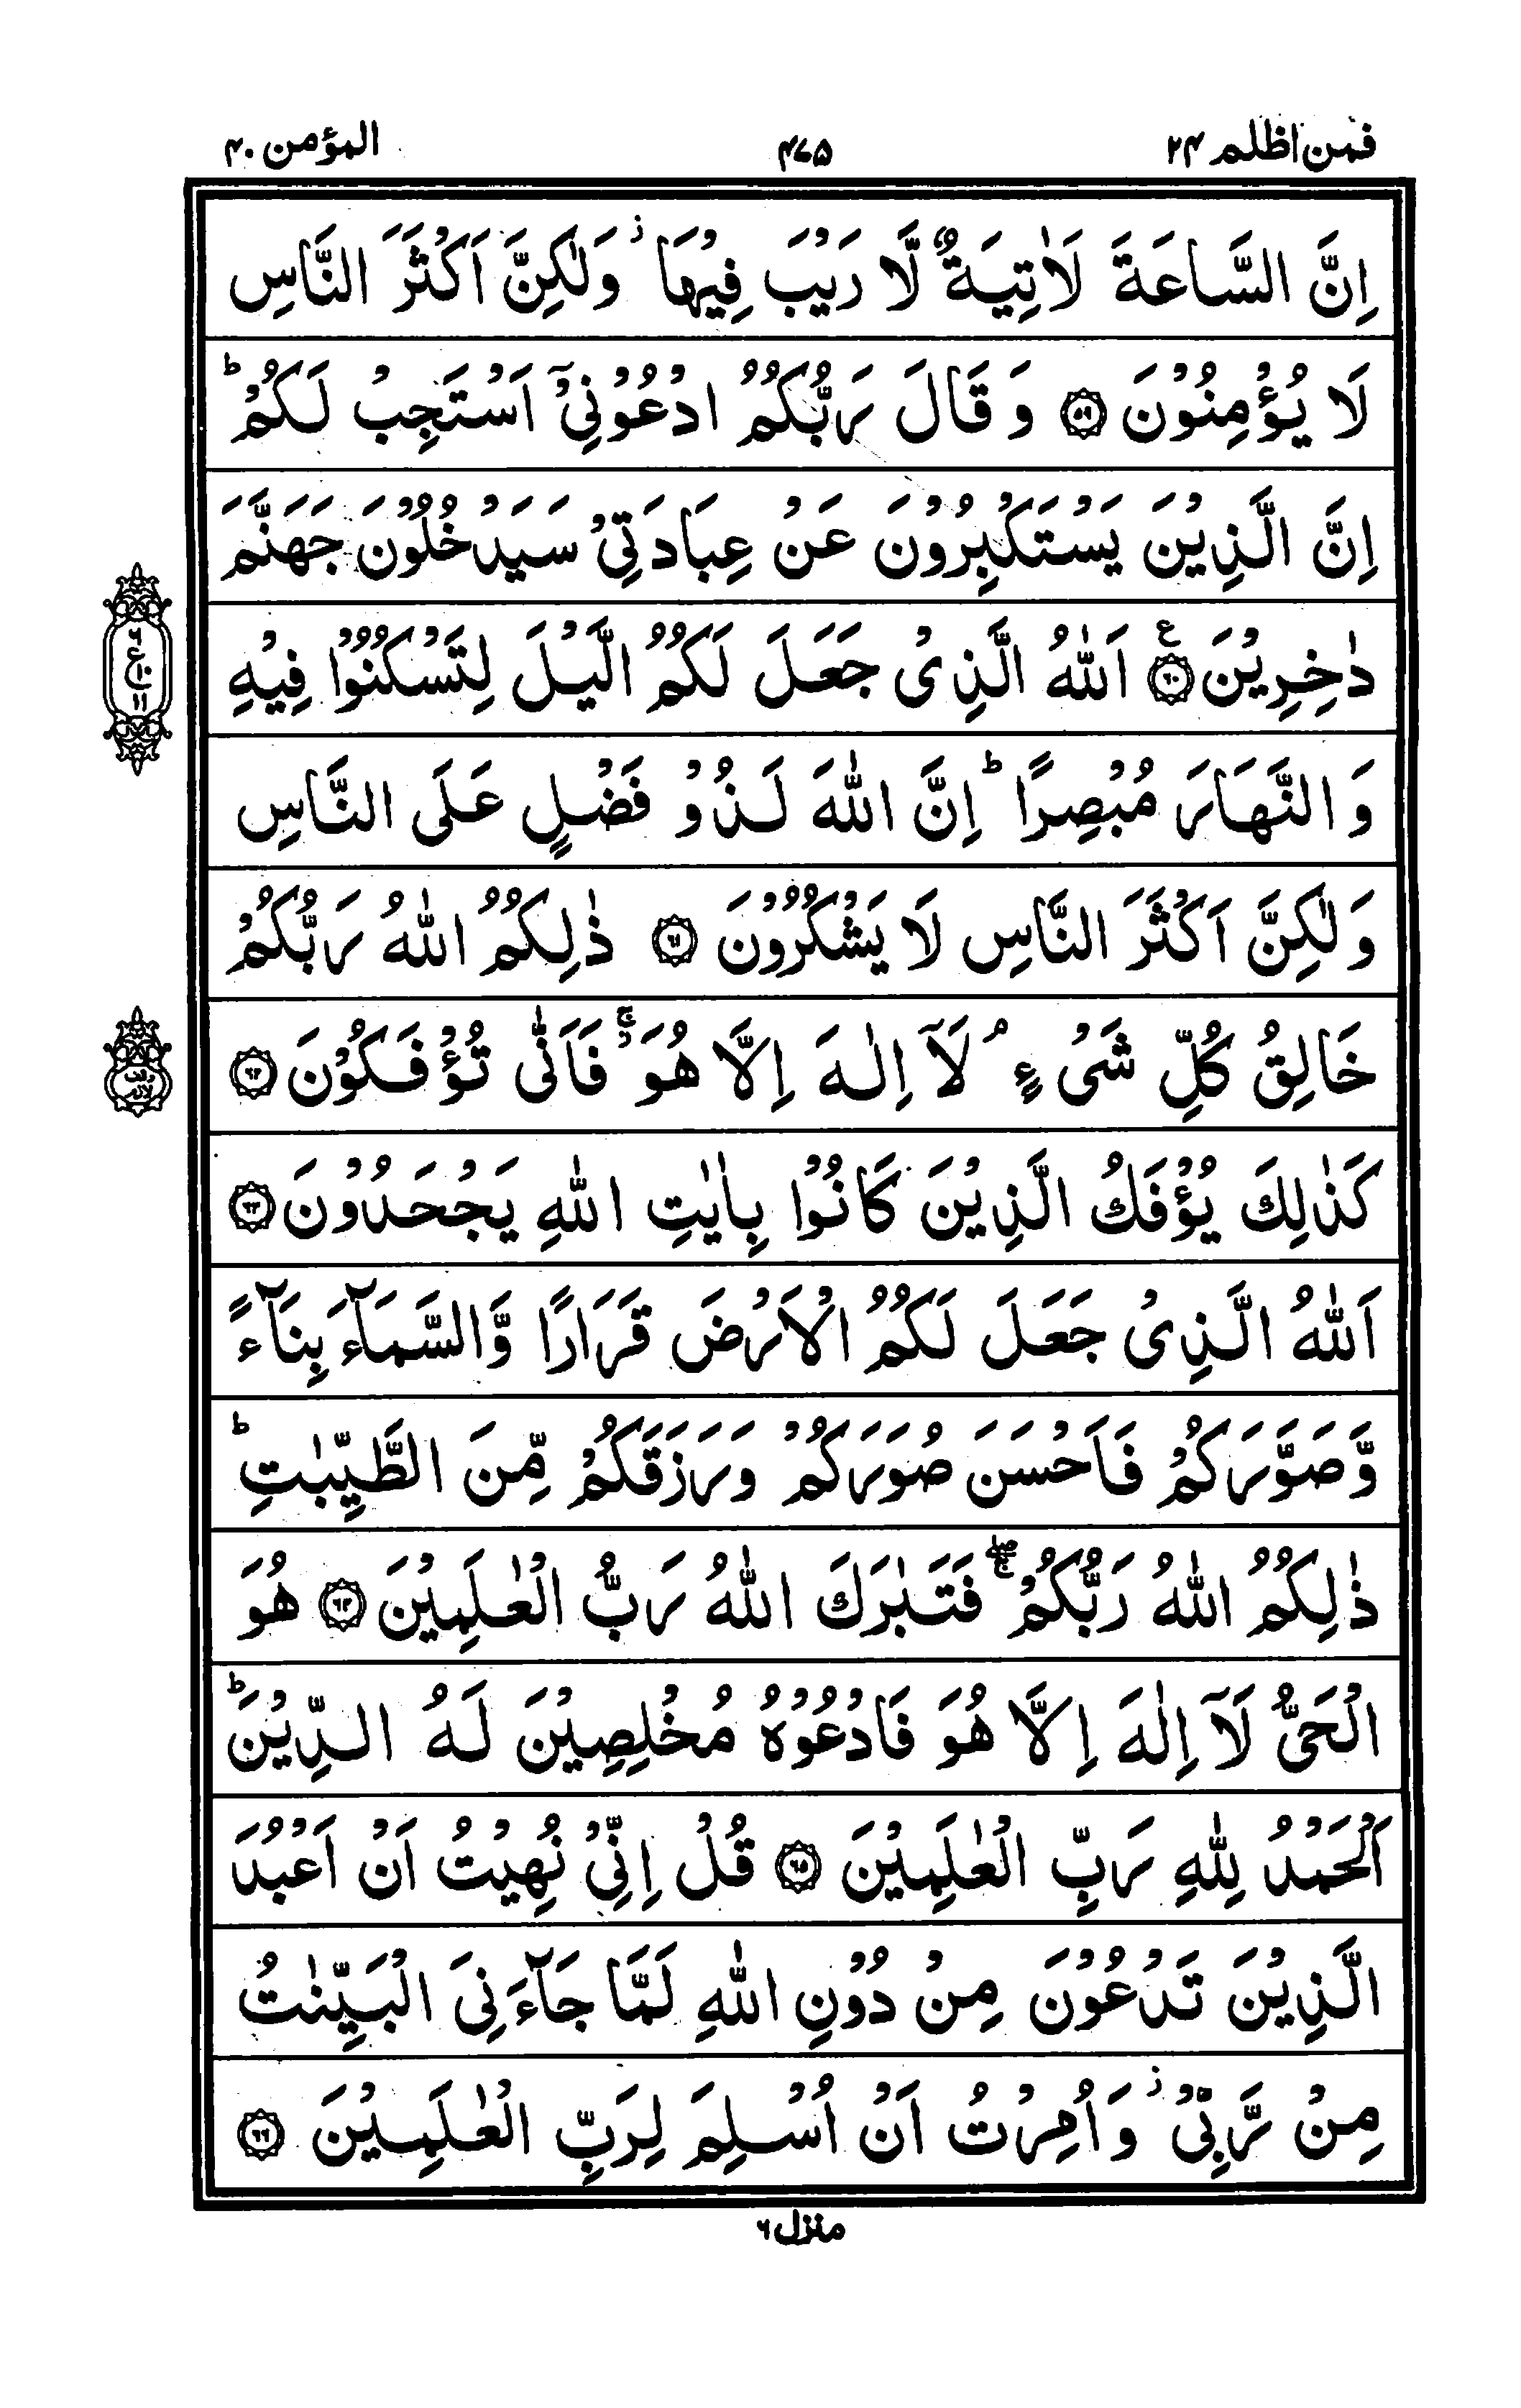 فمن اظلم ٢٤
٤٧٥
المؤمن ٤٠
اِنَّ السَّاعَةَ لَاٰتِيَةٌ لَّا رَيْبَ فِيْهَا ۫ وَلٰكِنَّ اَكْثَرَ النَّاسِ
لَا يُؤْمِنُوْنَ ﴿٥٩﴾ وَ قَالَ رَبُّكُمُ ادْعُوْنِيْۤ اَسْتَجِبْ لَكُمْ ؕ
اِنَّ الَّذِيْنَ يَسْتَكْبِرُوْنَ عَنْ عِبَادَتِيْ سَيَدْخُلُوْنَ جَهَنَّمَ
دٰخِرِيْنَ ﴿٦٠﴾ ع اَللّٰهُ الَّذِيْ جَعَلَ لَكُمُ الَّيْلَ لِتَسْكُنُوْا فِيْهِ
٦
ع
١٠
١١
وَ النَّهَارَ مُبْصِرًا ؕ اِنَّ اللّٰهَ لَذُوْ فَضْلٍ عَلَى النَّاسِ
وَ لٰكِنَّ اَكْثَرَ النَّاسِ لَا يَشْكُرُوْنَ ﴿٦١﴾ ذٰلِكُمُ اللّٰهُ رَبُّكُمْ
خَالِقُ كُلِّ شَيْءٍ ۘ لَاۤ اِلٰهَ اِلَّا هُوَ ۚ فَاَنّٰى تُؤْفَكُوْنَ ﴿٦٢﴾
وقف لازم
كَذٰلِكَ يُؤْفَكُ الَّذِيْنَ كَانُوْا بِاٰيٰتِ اللّٰهِ يَجْحَدُوْنَ ﴿٦٣﴾
اَللّٰهُ الَّذِيْ جَعَلَ لَكُمُ الْاَرْضَ قَرَارًا وَّالسَّمَآءَ بِنَآءً
وَّصَوَّرَكُمْ فَاَحْسَنَ صُوَرَكُمْ وَرَزَقَكُمْ مِّنَ الطَّيِّبٰتِ ؕ
ذٰلِكُمُ اللّٰهُ رَبُّكُمْ ۚۖ فَتَبٰرَكَ اللّٰهُ رَبُّ الْعٰلَمِيْنَ ﴿٦٤﴾ هُوَ
الْحَيُّ لَاۤ اِلٰهَ اِلَّا هُوَ فَادْعُوْهُ مُخْلِصِيْنَ لَهُ الدِّيْنَ ؕ
اَلْحَمْدُ لِلّٰهِ رَبِّ الْعٰلَمِيْنَ ﴿٦٥﴾ قُلْ اِنِّيْ نُهِيْتُ اَنْ اَعْبُدَ
الَّذِيْنَ تَدْعُوْنَ مِنْ دُوْنِ اللّٰهِ لَمَّا جَآءَنِيَ الْبَيِّنٰتُ
مِنْ رَّبِّيْ ۫ وَاُمِرْتُ اَنْ اُسْلِمَ لِرَبِّ الْعٰلَمِيْنَ ﴿٦٦﴾
منزل ٦